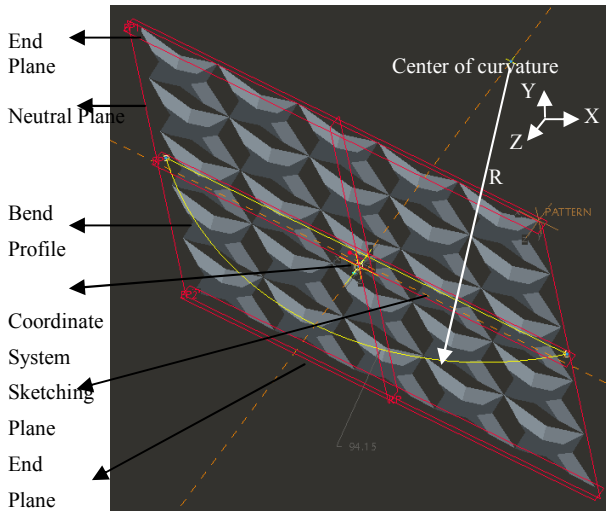 End
Plane
Neutral Plane
Bend
Profile
Coordinate
System
Sketching
Plane
End
Plane
Center of curvature
Y
X
Z
R
PATTERN
94.15